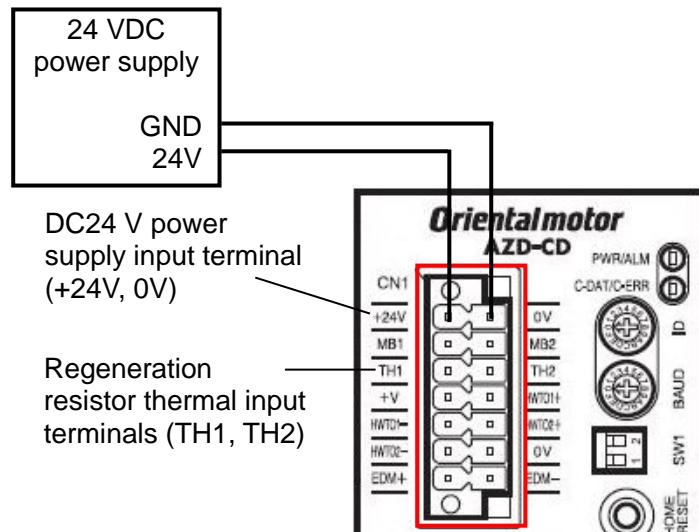 24 VDC
power supply
GND
24V
DC24 V power
supply input terminal
(+24V, 0V)
Regeneration
resistor thermal input
terminals (TH1, TH2)
Orientalmotor
AZD-CD
PWR/ALM
C-DAT/C-ERR
CN1
+24V 0V
MB1 MB2
TH1 TH2
+V HWTO1+
HWTO1- HWTO2+
HWTO2- 0V
EDM+ EDM-
ID
BAUD
SW1
1 2
HOME
RESET